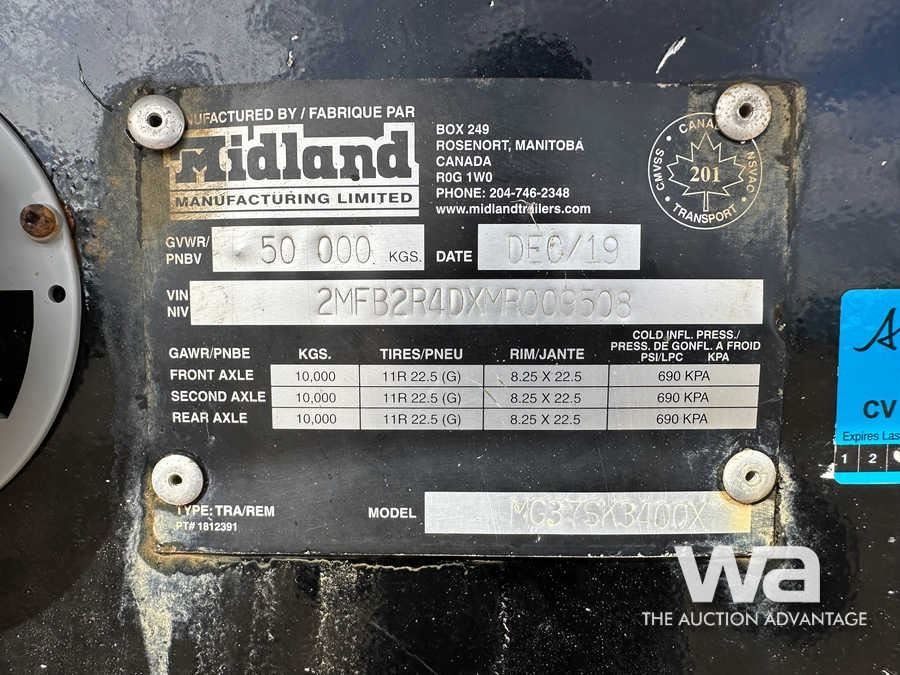 NUFACTURED BY / FABRIQUE PAR
Midland
MANUFACTURING LIMITED
BOX 249
ROSENORT, MANITOBA
CANADA
R0G 1W0
PHONE: 204-746-2348
www.midlandtrailers.com
CANA
CMVSS
NSVAC
201
TRANSPORT
GVWR/
PNBV
50 000 KGS.
DATE DEC/19
VIN
NIV
2MFB2R4DXMR009508
GAWR/PNBE KGS. TIRES/PNEU RIM/JANTE COLD INFL. PRESS./
PRESS. DE GONFL. A FROID
PSI/LPC KPA
FRONT AXLE 10,000 11R 22.5 (G) 8.25 X 22.5 690 KPA
SECOND AXLE 10,000 11R 22.5 (G) 8.25 X 22.5 690 KPA
REAR AXLE 10,000 11R 22.5 (G) 8.25 X 22.5 690 KPA
TYPE: TRA/REM
PT# 1812391
MODEL MG37SK3400X
CV
Expires Las
1 2
wa
THE AUCTION ADVANTAGE